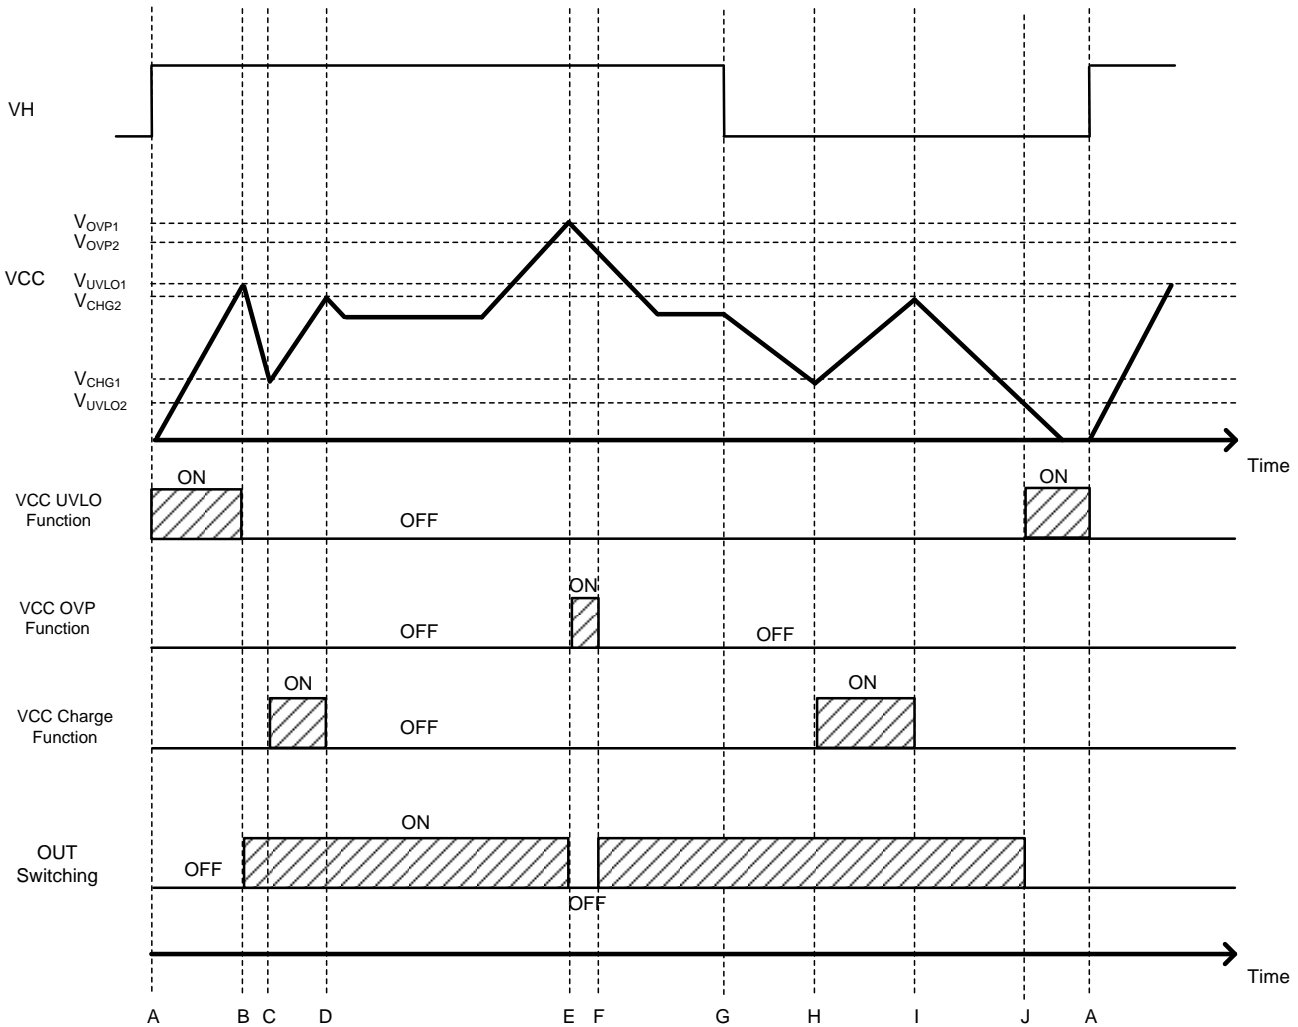 VH
VCC
VOVP1
VOVP2
VUVLO1
VCHG2
VCHG1
VUVLO2
Time
VCC UVLO
Function
ON
OFF
ON
VCC OVP
Function
OFF
ON
OFF
VCC Charge
Function
ON
OFF
ON
OUT
Switching
OFF
ON
OFF
Time
A B C D E F G H I J A